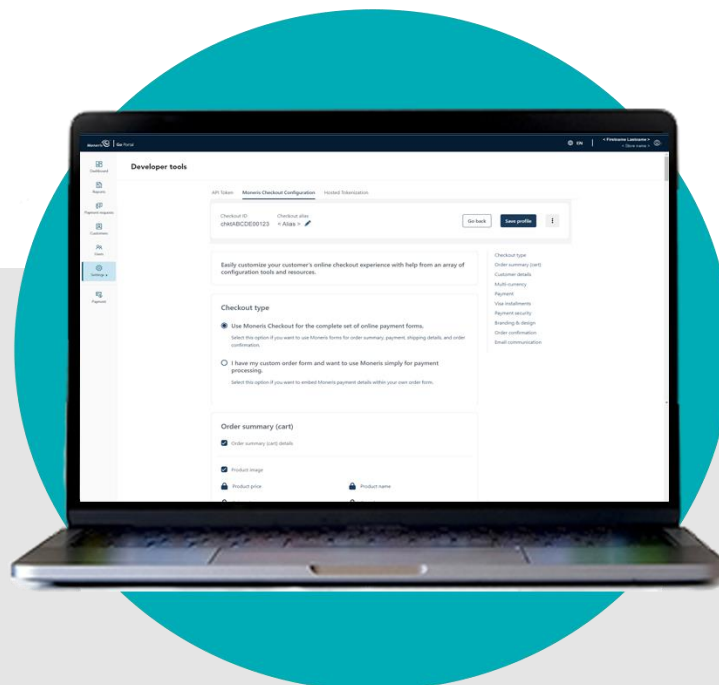 Moneris Go Portal
EN
< Firstname Lastname >
< Store name >
Dashboard
Reports
Payment requests
Customers
Users
Settings
Payment
Developer tools
API Token
Moneris Checkout Configuration
Hosted Tokenization
Checkout ID
chktABCDE00123
Checkout alias
< Alias >
Go back
Save profile
Easily customize your customer's online checkout experience with help from an array of
configuration tools and resources.
Checkout type
Order summary (cart)
Customer details
Multi-currency
Payment
Visa installments
Payment security
Branding & design
Order confirmation
Email communication
Checkout type
Use Moneris Checkout for the complete set of online payment forms.
Select this option if you want to use Moneris forms for order summary, payment, shipping details, and order
confirmation.
I have my custom order form and want to use Moneris simply for payment
processing.
Select this option if you want to embed Moneris payment details within your own order form.
Order summary (cart)
Order summary (cart) details
Product image
Product price
Product name